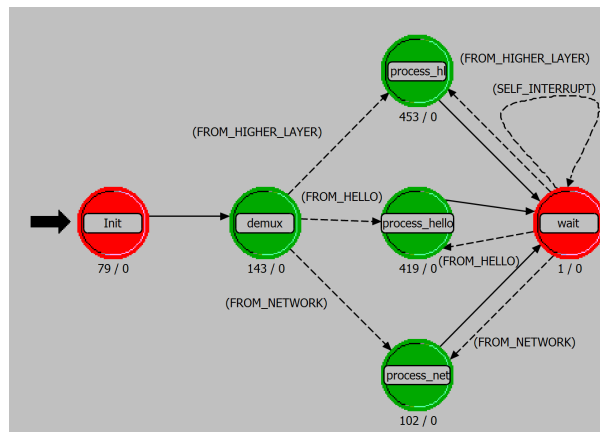 (FROM_HIGHER_LAYER)
process_hl
(SELF_INTERRUPT)
453 / 0
(FROM_HIGHER_LAYER)
(FROM_HELLO)
Init
demux
process_hello
wait
79 / 0
143 / 0
419 / 0
(FROM_HELLO)
1 / 0
(FROM_NETWORK)
(FROM_NETWORK)
process_net
102 / 0